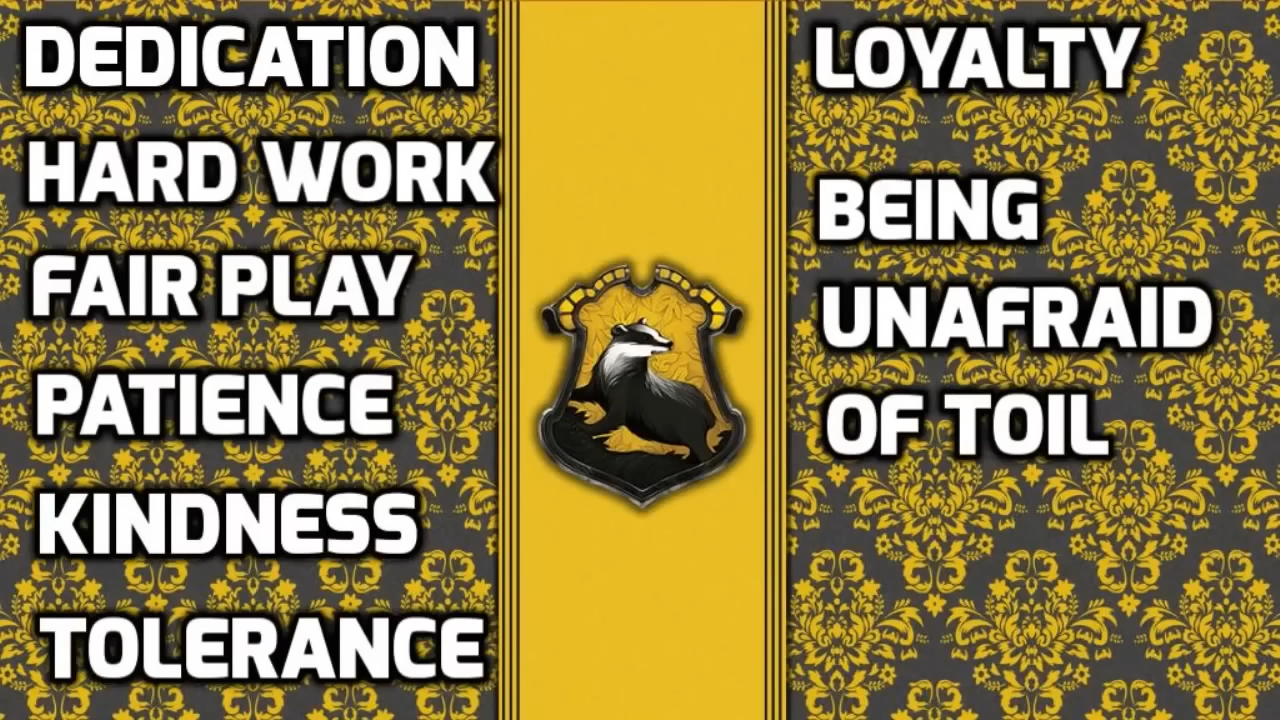 DEDICATION
HARD WORK
FAIR PLAY
PATIENCE
KINDNESS
TOLERANCE
LOYALTY
BEING
UNAFRAID
OF TOIL